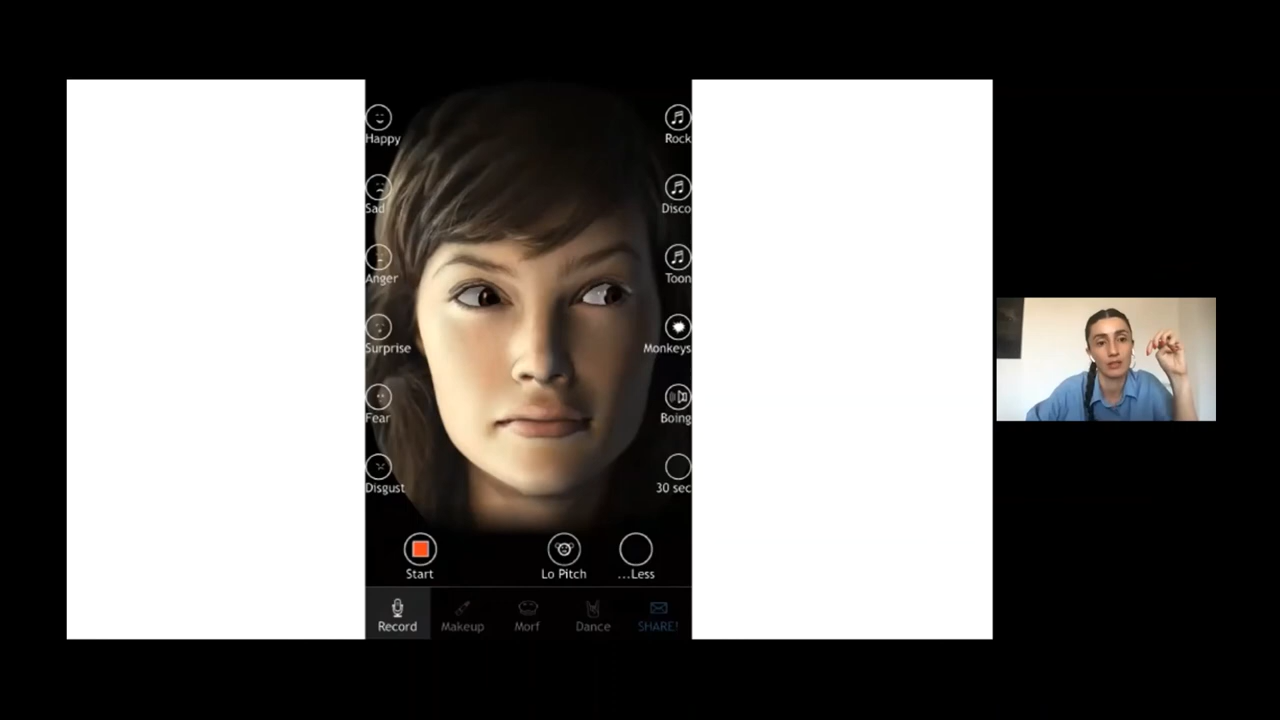 Happy
Rock
Sad
Disco
Anger
Toon
Surprise
Monkeys
Fear
Boing
Disgust
30 sec
Start
Lo Pitch
...Less
Record
Makeup
Morf
Dance
SHARE!